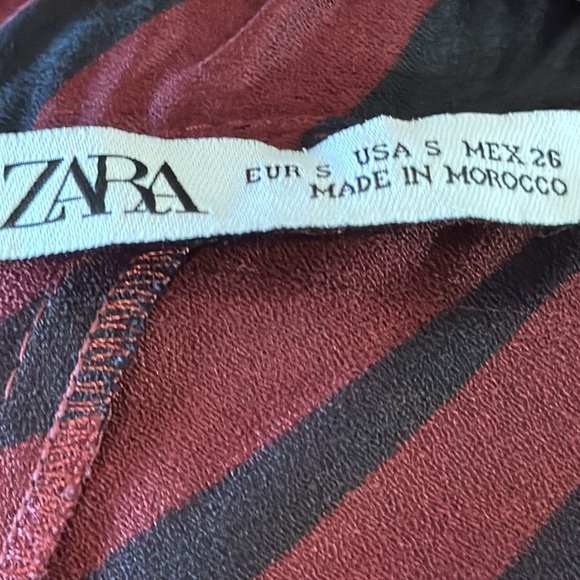 ZARA
EUR S USA S MEX 26
MADE IN MOROCCO